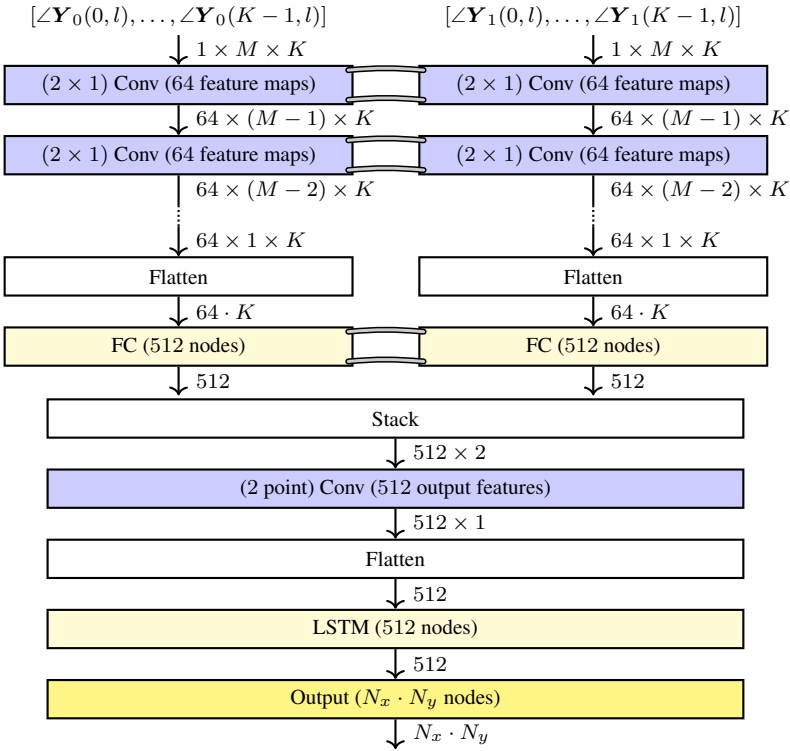 [∠Y₀(0, l), . . . , ∠Y₀(K − 1, l)] [∠Y₁(0, l), . . . , ∠Y₁(K − 1, l)]
1 × M × K 1 × M × K
(2 × 1) Conv (64 feature maps) (2 × 1) Conv (64 feature maps)
64 × (M − 1) × K 64 × (M − 1) × K
(2 × 1) Conv (64 feature maps) (2 × 1) Conv (64 feature maps)
64 × (M − 2) × K 64 × (M − 2) × K
64 × 1 × K 64 × 1 × K
Flatten Flatten
64 · K 64 · K
FC (512 nodes) FC (512 nodes)
512 512
Stack
512 × 2
(2 point) Conv (512 output features)
512 × 1
Flatten
512
LSTM (512 nodes)
512
Output (Nₓ · N_y nodes)
Nₓ · N_y